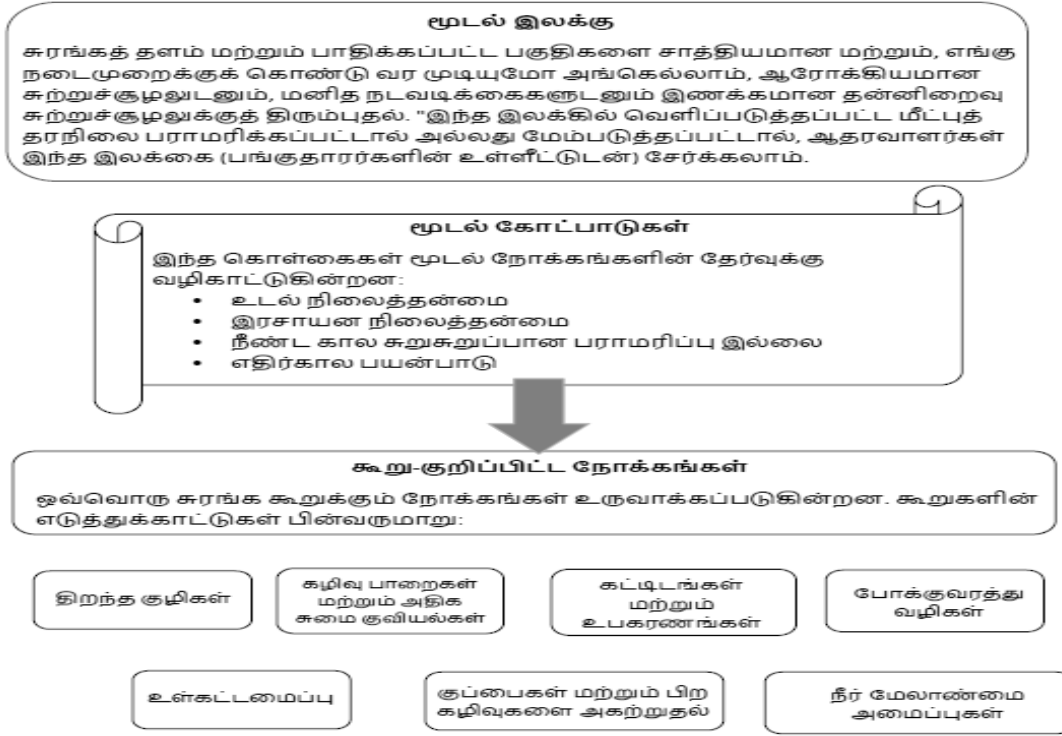 மூடல் இலக்கு
சுரங்கத் தளம் மற்றும் பாதிக்கப்பட்ட பகுதிகளை சாத்தியமான மற்றும், எங்கு
நடைமுறைக்குக் கொண்டு வர முடியுமோ அங்கெல்லாம், ஆரோக்கியமான
சுற்றுச்சூழலுடனும், மனித நடவடிக்கைகளுடனும் இணக்கமான தன்னிறைவு
சுற்றுச்சூழலுக்குத் திரும்புதல். "இந்த இலக்கில் வெளிப்படுத்தப்பட்ட மீட்புத்
தரநிலை பராமரிக்கப்பட்டால் அல்லது மேம்படுத்தப்பட்டால், ஆதரவாளர்கள்
இந்த இலக்கை (பங்குதாரர்களின் உள்ளீட்டுடன்) சேர்க்கலாம்.
மூடல் கோட்பாடுகள்
இந்த கொள்கைகள் மூடல் நோக்கங்களின் தேர்வுக்கு
வழிகாட்டுகின்றன:
• உடல் நிலைத்தன்மை
• இரசாயன நிலைத்தன்மை
• நீண்ட கால சுறுசுறுப்பான பராமரிப்பு இல்லை
• எதிர்கால பயன்பாடு
கூறு-குறிப்பிட்ட நோக்கங்கள்
ஒவ்வொரு சுரங்க கூறுக்கும் நோக்கங்கள் உருவாக்கப்படுகின்றன. கூறுகளின்
எடுத்துக்காட்டுகள் பின்வருமாறு:
திறந்த குழிகள்
கழிவு பாறைகள்
மற்றும் அதிக
சுமை குவியல்கள்
கட்டிடங்கள்
மற்றும்
உபகரணங்கள்
போக்குவரத்து
வழிகள்
உள்கட்டமைப்பு
குப்பைகள் மற்றும் பிற
கழிவுகளை அகற்றுதல்
நீர் மேலாண்மை
அமைப்புகள்